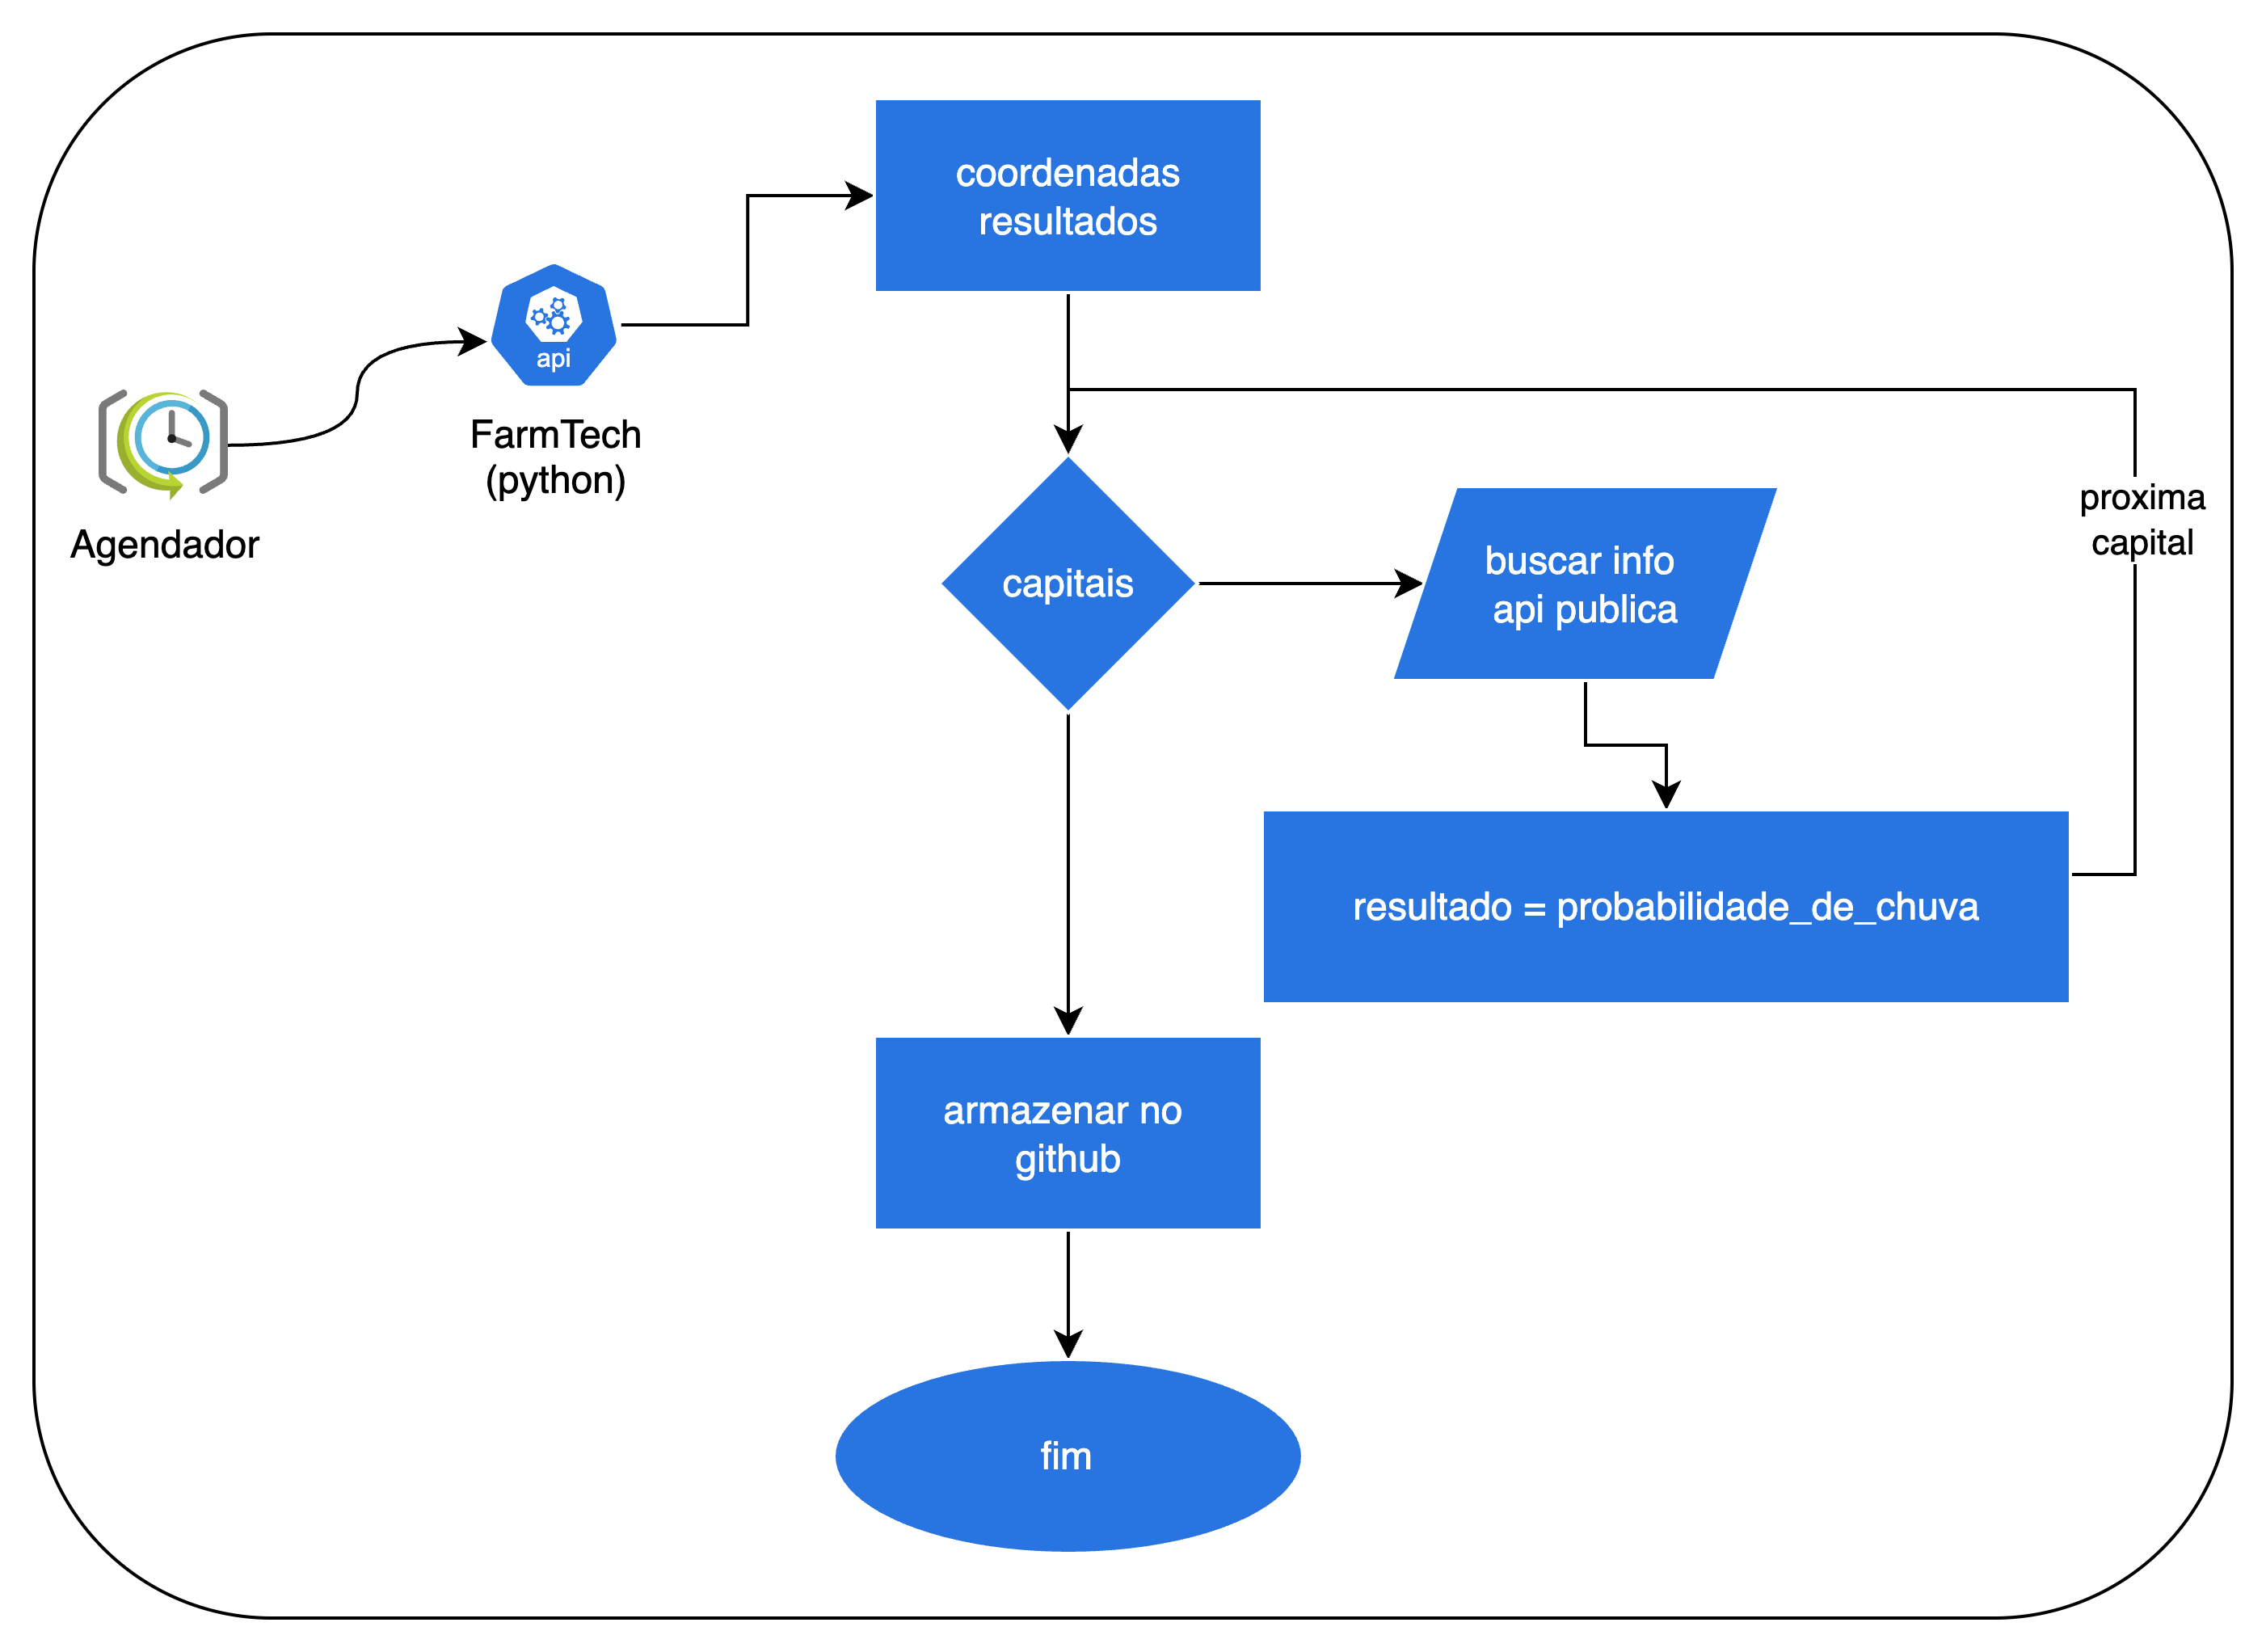 coordenadas
resultados
api
FarmTech
(python)
Agendador
capitais
buscar info
api publica
proxima
capital
resultado = probabilidade_de_chuva
armazenar no
github
fim